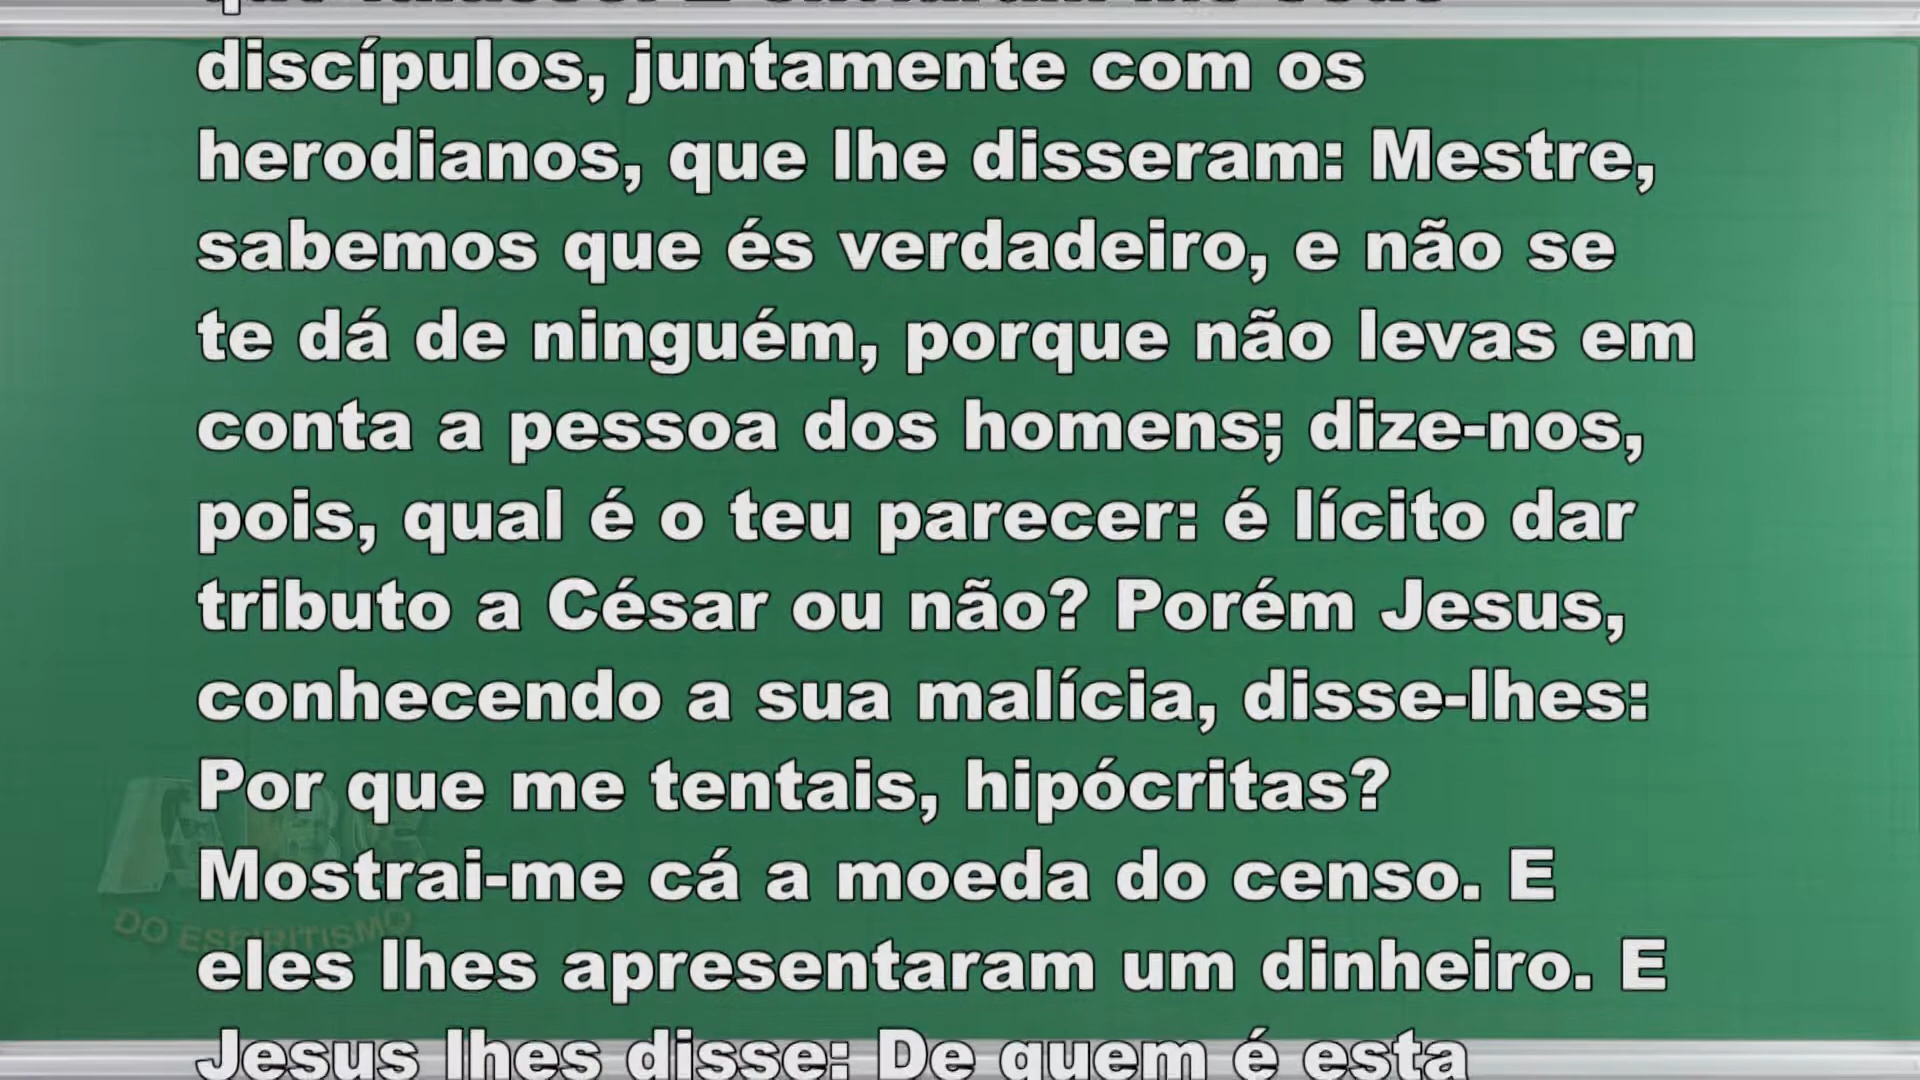 discípulos, juntamente com os
herodianos, que lhe disseram: Mestre,
sabemos que és verdadeiro, e não se
te dá de ninguém, porque não levas em
conta a pessoa dos homens; dize-nos,
pois, qual é o teu parecer: é lícito dar
tributo a César ou não? Porém Jesus,
conhecendo a sua malícia, disse-lhes:
Por que me tentais, hipócritas?
Mostrai-me cá a moeda do censo. E
eles lhes apresentaram um dinheiro. E
Jesus lhes disse: De quem é esta
DO ESPIRITISMO